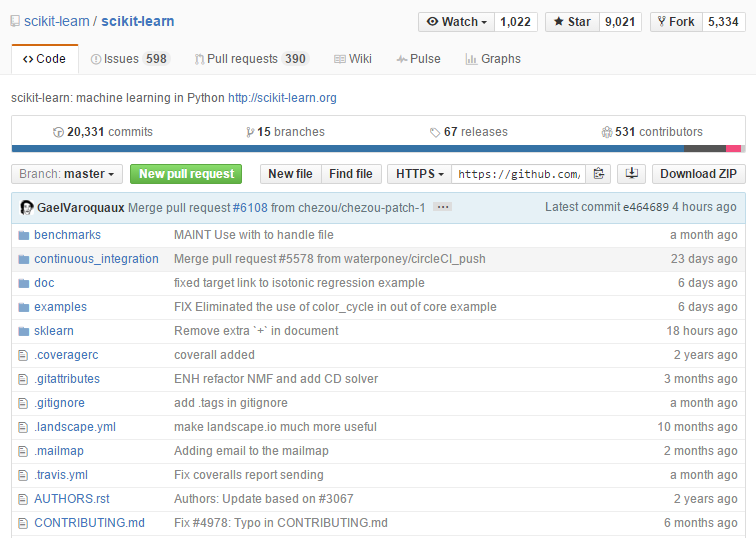 scikit-learn / scikit-learn Watch 1,022 Star 9,021 Fork 5,334
Code Issues 598 Pull requests 390 Wiki Pulse Graphs
scikit-learn: machine learning in Python http://scikit-learn.org
20,331 commits 15 branches 67 releases 531 contributors
Branch: master New pull request New file Find file HTTPS https://github.com/ Download ZIP
GaelVaroquaux Merge pull request #6108 from chezou/chezou-patch-1 ... Latest commit e464689 4 hours ago
benchmarks MAINT Use with to handle file a month ago
continuous_integration Merge pull request #5578 from waterponey/circleCI_push 23 days ago
doc fixed target link to isotonic regression example 6 days ago
examples FIX Eliminated the use of color_cycle in out of core example 6 days ago
sklearn Remove extra `+` in document 18 hours ago
.coveragerc coverall added 2 years ago
.gitattributes ENH refactor NMF and add CD solver 3 months ago
.gitignore add .tags in gitignore a month ago
.landscape.yml make landscape.io much more useful 10 months ago
.mailmap Adding email to the mailmap 2 months ago
.travis.yml Fix coveralls report sending a month ago
AUTHORS.rst Authors: Update based on #3067 2 years ago
CONTRIBUTING.md Fix #4978: Typo in CONTRIBUTING.md 6 months ago